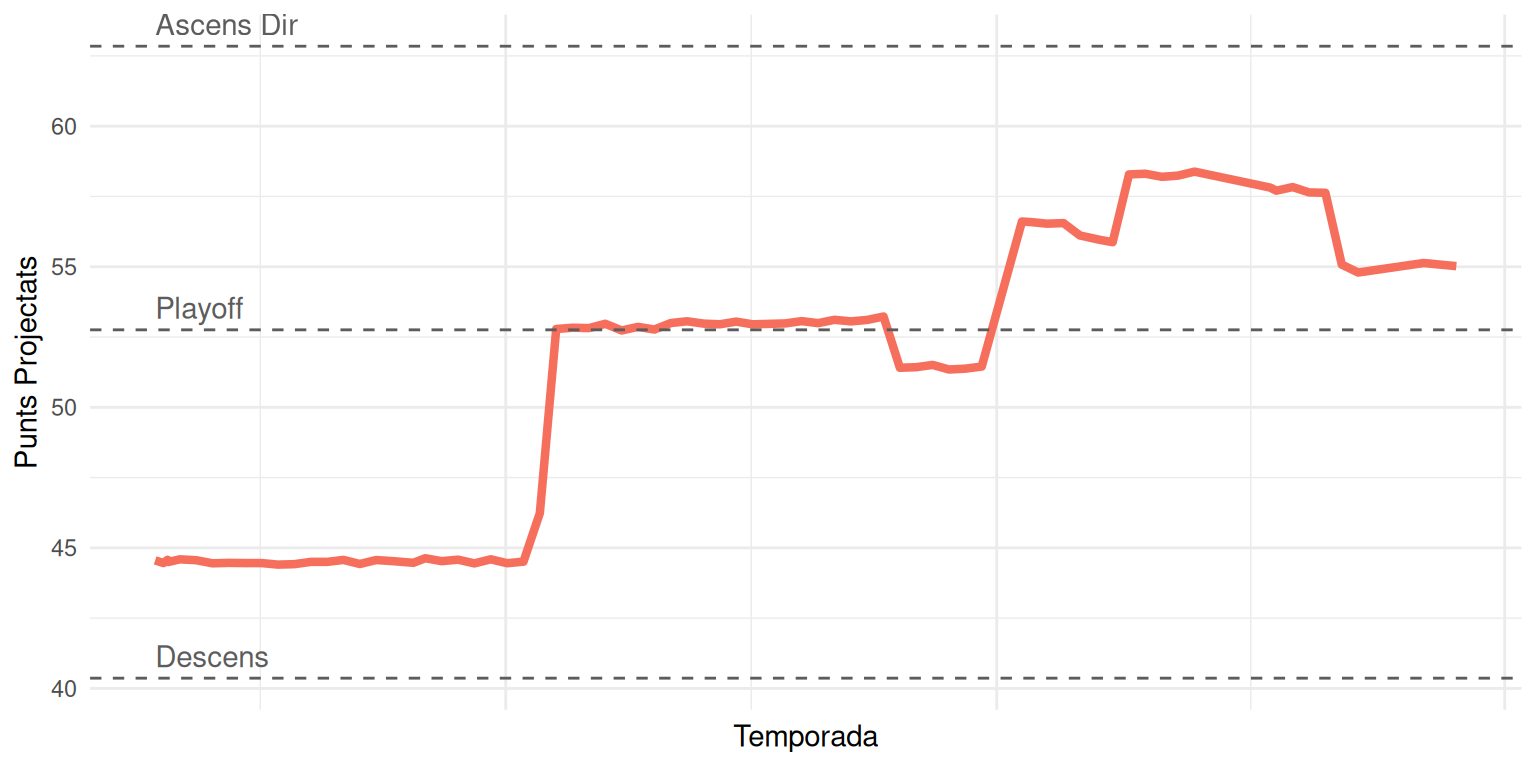 Ascens Dir
60
55
Playoff
50
45
Descens
40
Punts Projectats
Temporada